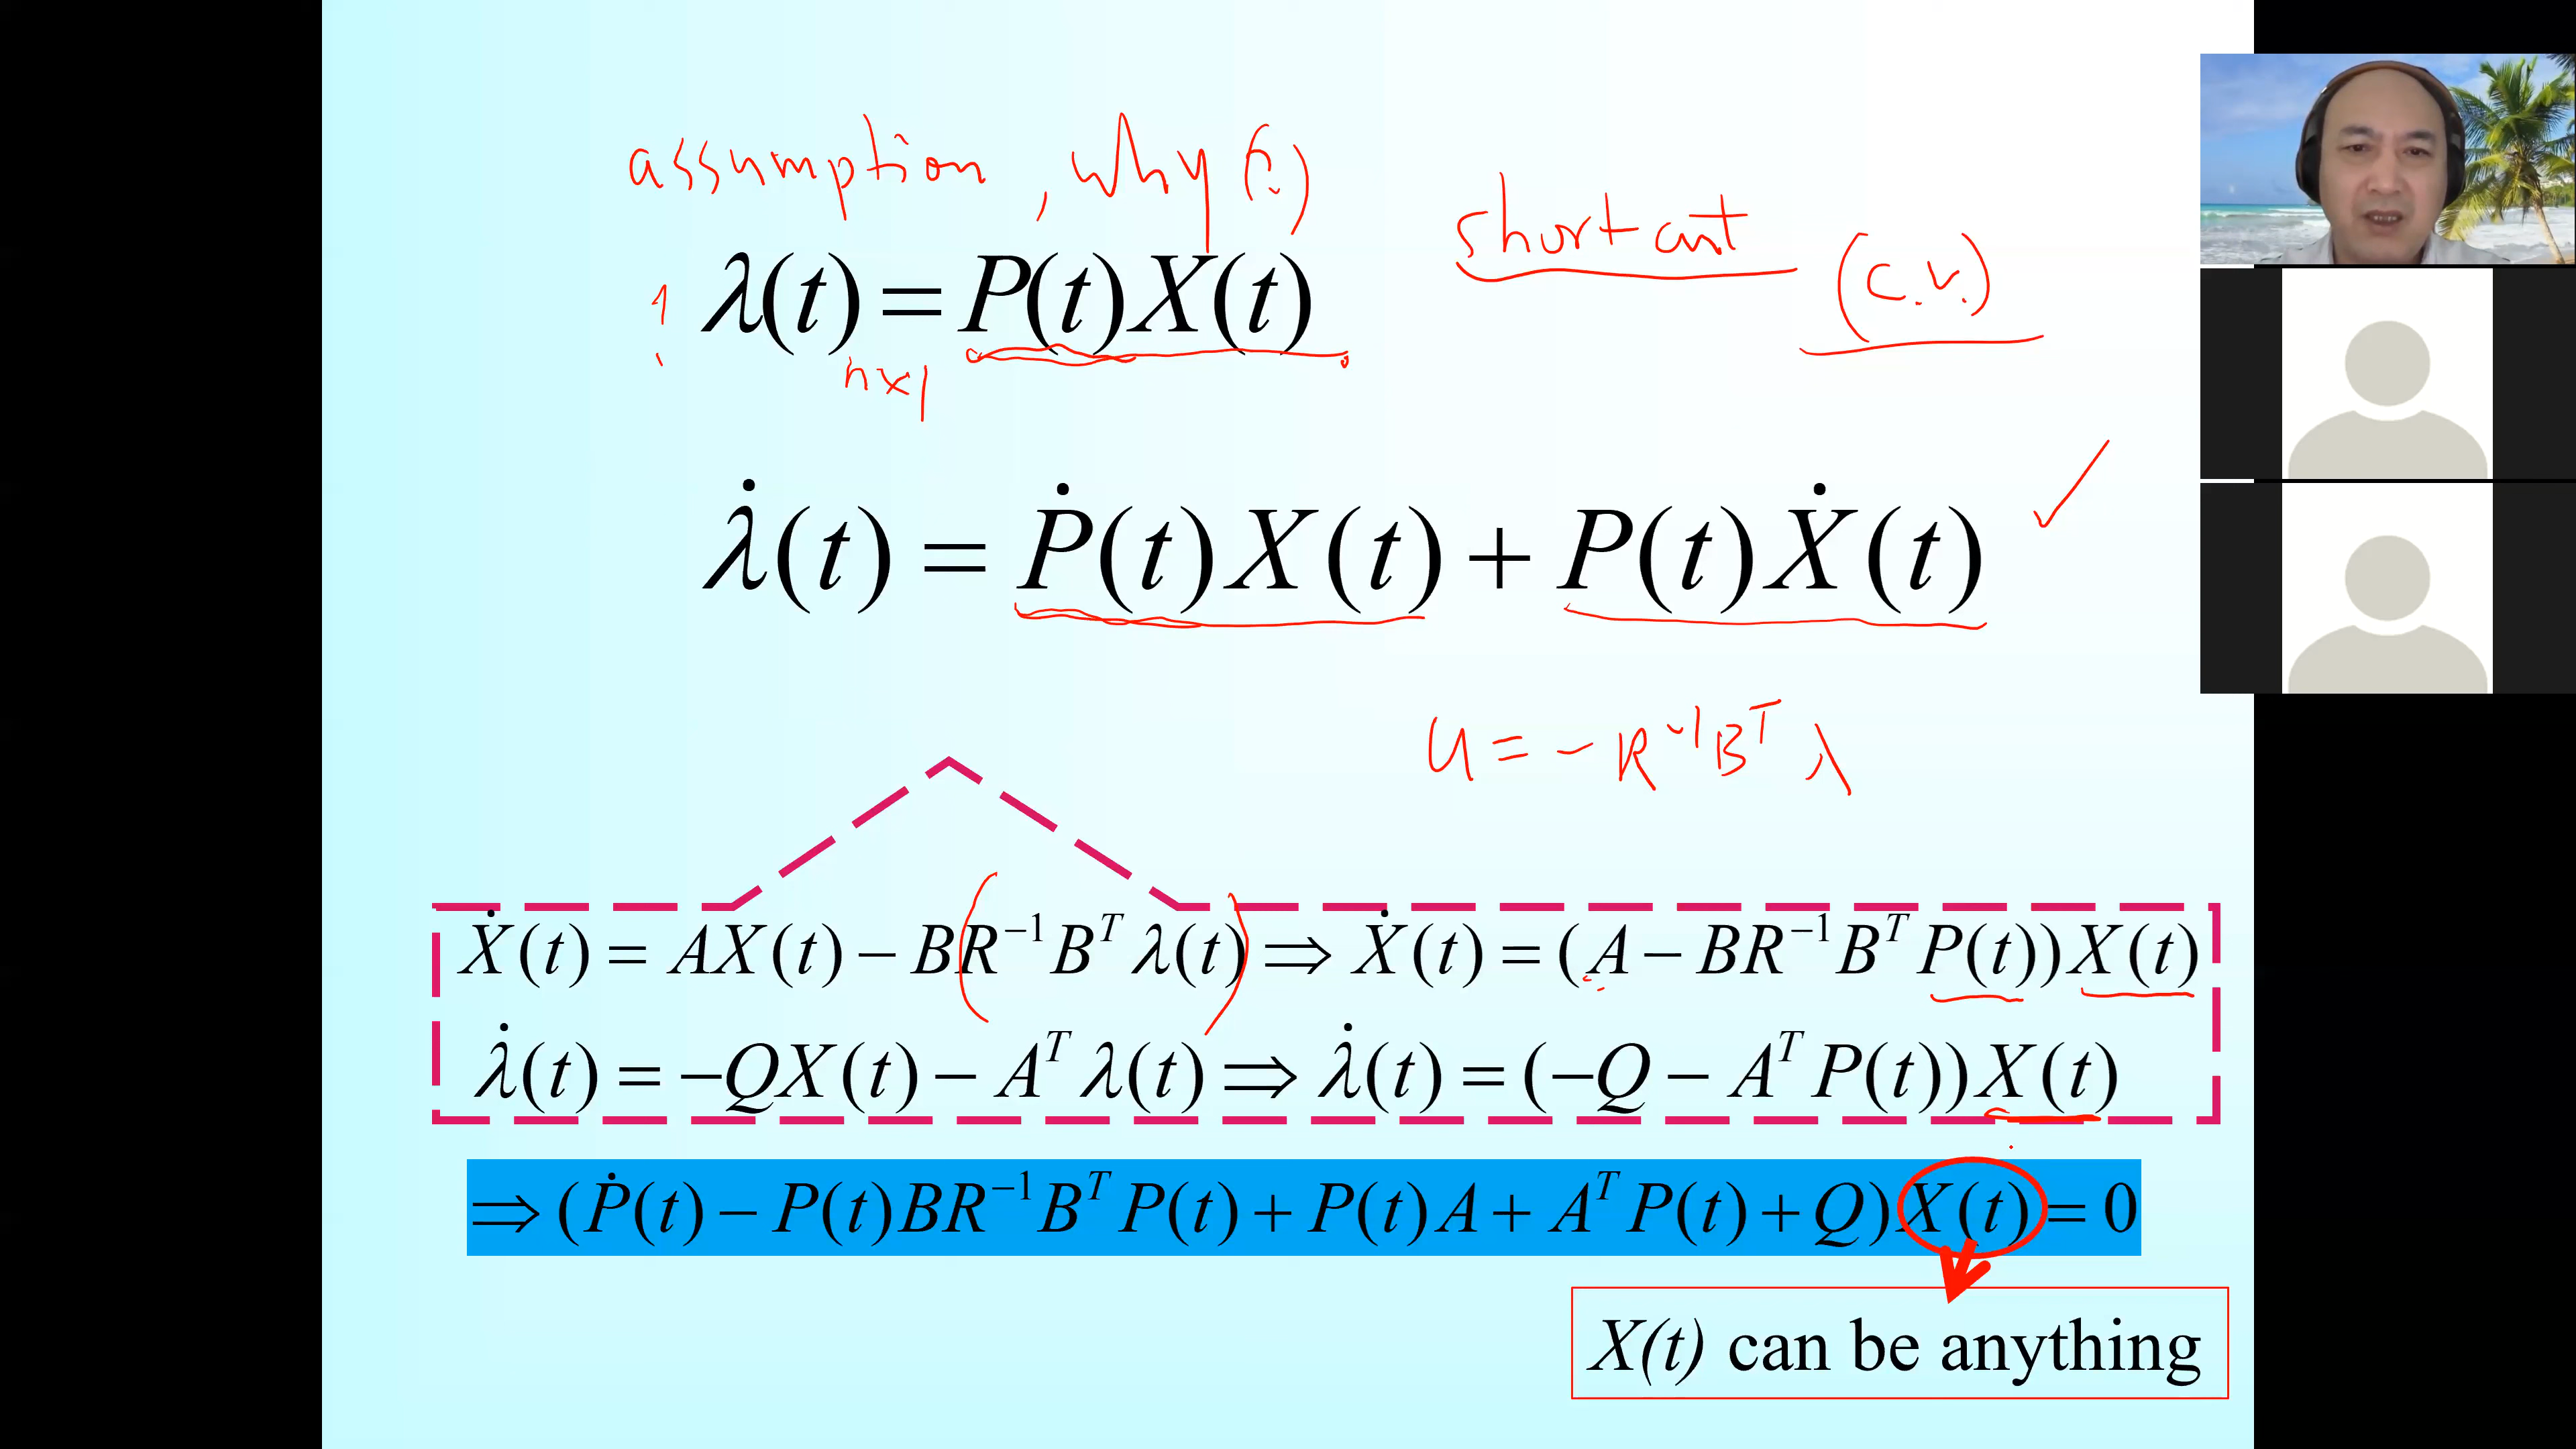 assumption, why (?)
shortcut
(C.V.)
λ(t) = P(t)X(t)
n×1
λ̇(t) = Ṗ(t)X(t) + P(t)Ẋ(t) ✓
U = -R⁻¹Bᵀλ
Ẋ(t) = AX(t) − BR⁻¹Bᵀλ(t) ⇒ Ẋ(t) = (A − BR⁻¹BᵀP(t))X(t)
λ̇(t) = −QX(t) − Aᵀλ(t) ⇒ λ̇(t) = (−Q − AᵀP(t))X(t)
⇒ (Ṗ(t) − P(t)BR⁻¹BᵀP(t) + P(t)A + AᵀP(t) + Q)X(t) = 0
X(t) can be anything